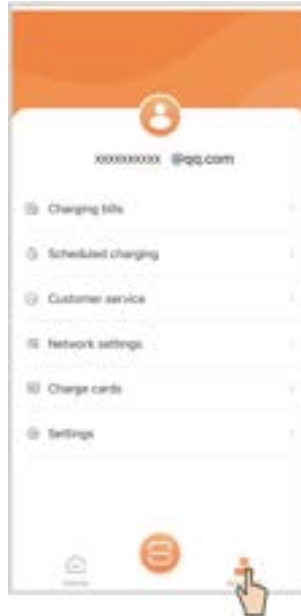 xxxxxxxxxx @qq.com
Charging bills
Scheduled charging
Customer service
Network settings
Charge cards
Settings